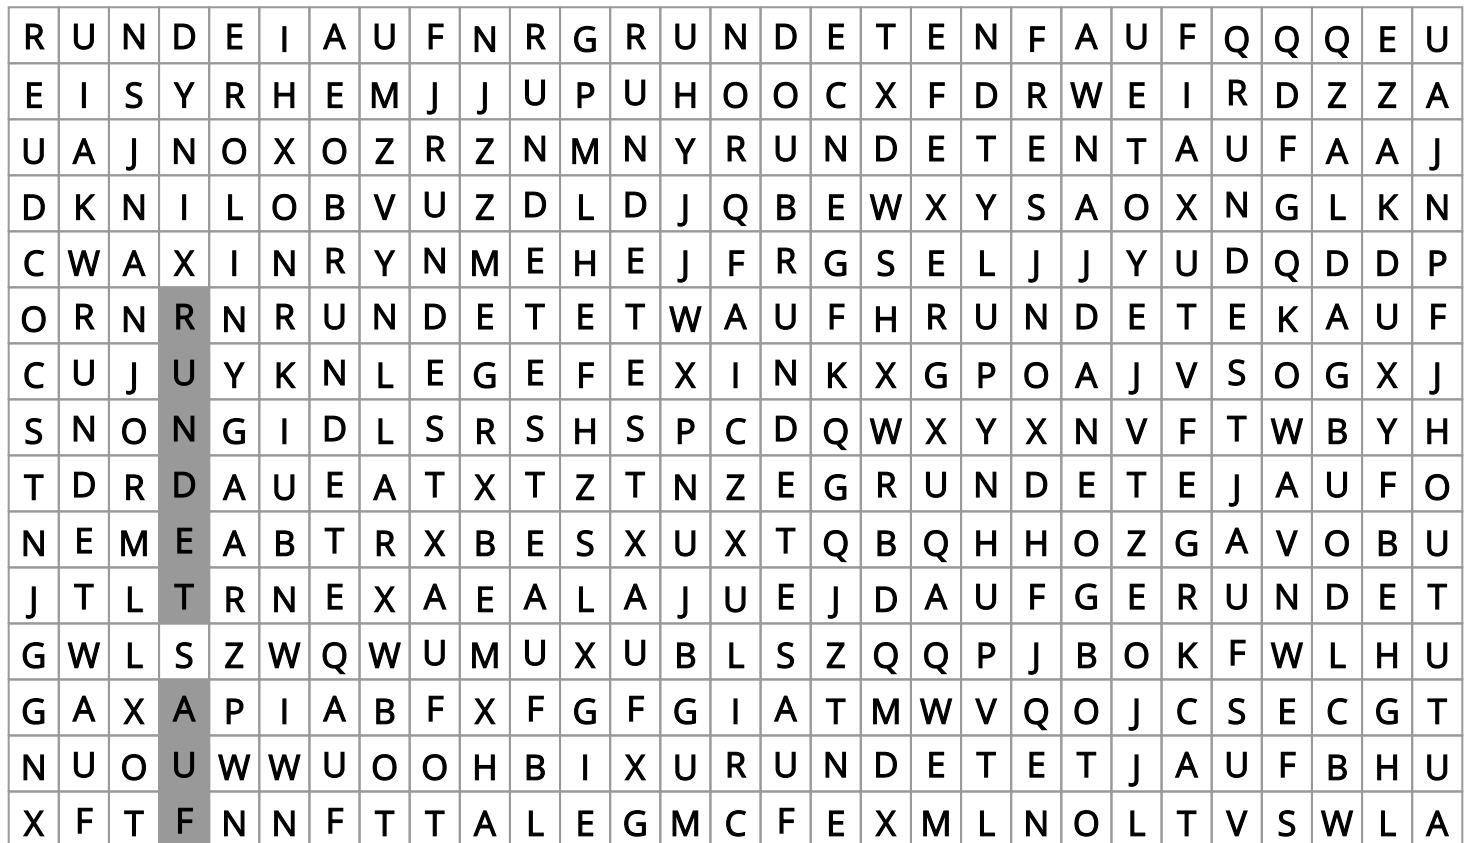 R U N D E I A U F N R G R U N D E T E N F A U F Q Q Q E U
E I S Y R H E M J J U P U H O O C X F D R W E I R D Z Z A
U A J N O X O Z R Z N M N Y R U N D E T E N T A U F A A J
D K N I L O B V U Z D L D J Q B E W X Y S A O X N G L K N
C W A X I N R Y N M E H E J F R G S E L J J Y U D Q D D P
O R N R N R U N D E T E T W A U F H R U N D E T E K A U F
C U J U Y K N L E G E F E X I N K X G P O A J V S O G X J
S N O N G I D L S R S H S P C D Q W X Y X N V F T W B Y H
T D R D A U E A T X T Z T N Z E G R U N D E T E J A U F O
N E M E A B T R X B E S X U X T Q B Q H H O Z G A V O B U
J T L T R N E X A E A L A J U E J D A U F G E R U N D E T
G W L S Z W Q W U M U X U B L S Z Q Q P J B O K F W L H U
G A X A P I A B F X F G F G I A T M W V Q O J C S E C G T
N U O U W W U O O H B I X U R U N D E T E T J A U F B H U
X F T F N N F T T A L E G M C F E X M L N O L T V S W L A